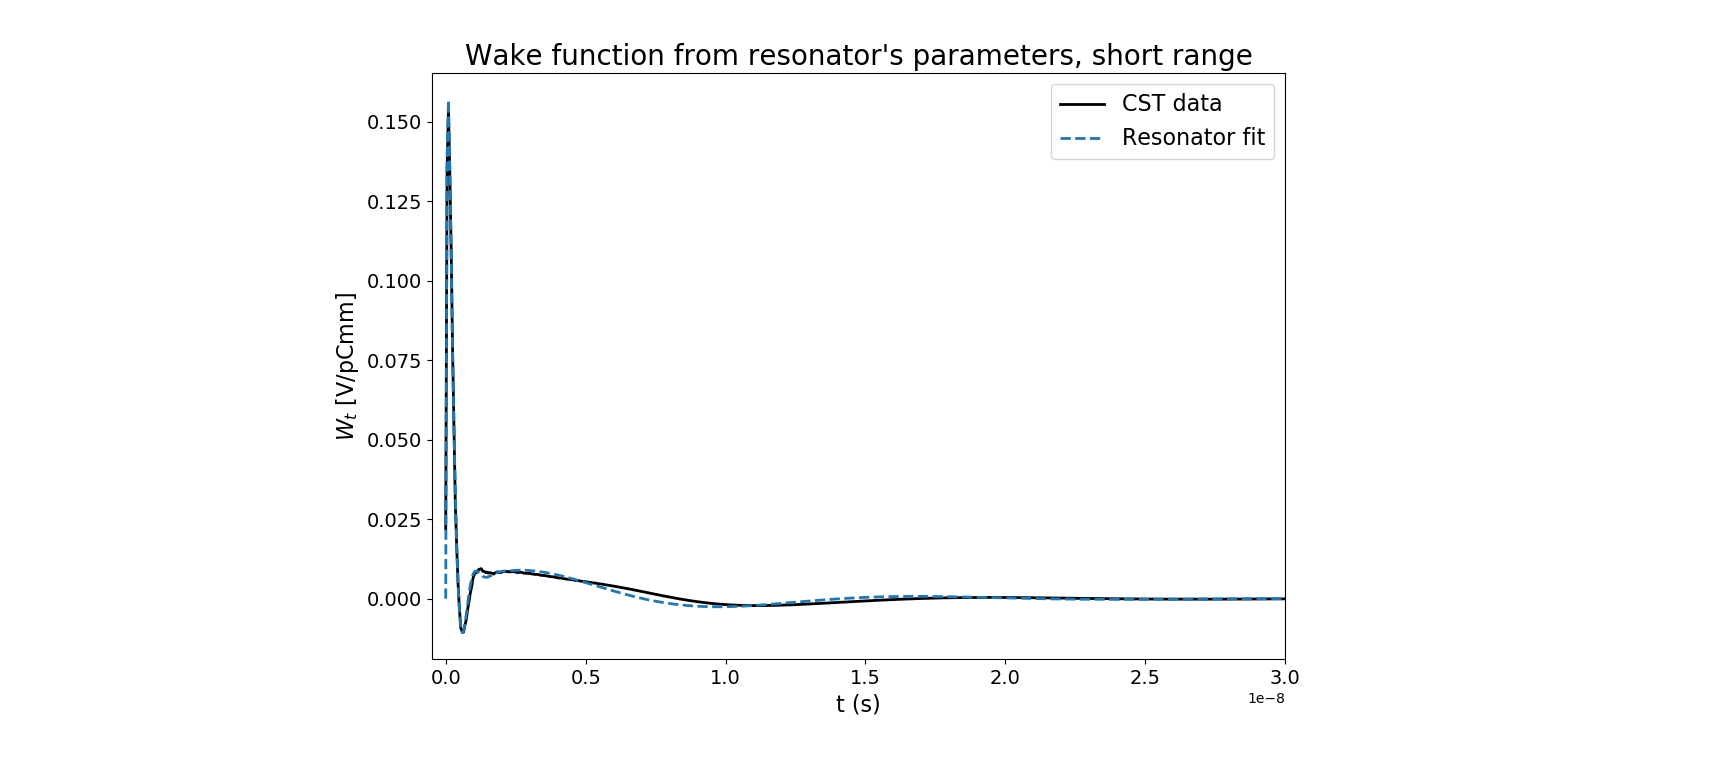 Wake function from resonator's parameters, short range
CST data
Resonator fit
0.150
0.125
0.100
0.075
0.050
0.025
0.000
W_t [V/pCmm]
0.0 0.5 1.0 1.5 2.0 2.5 3.0
1e−8
t (s)